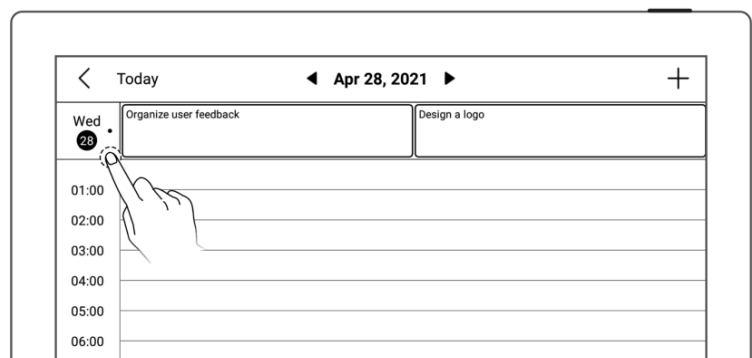 Today
Apr 28, 2021
Wed
28
Organize user feedback
Design a logo
01:00
02:00
03:00
04:00
05:00
06:00